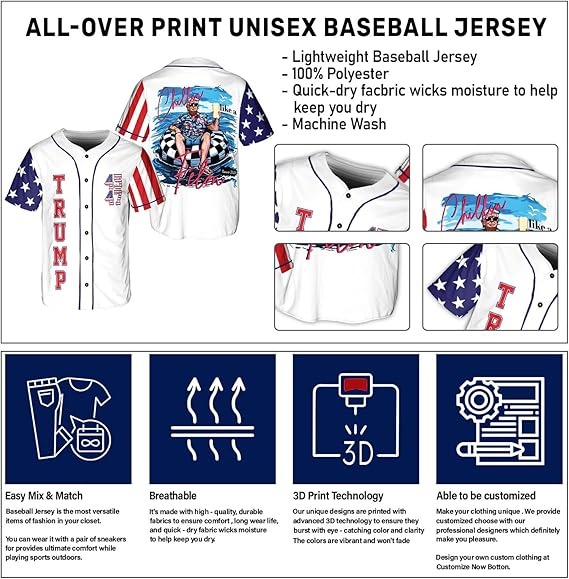 ALL-OVER PRINT UNISEX BASEBALL JERSEY
- Lightweight Baseball Jersey
- 100% Polyester
- Quick-dry facbric wicks moisture to help
keep you dry
- Machine Wash
TRUMP
Chillin
like a
Felon
Chillin
like a
T
TRUMP
3D
Easy Mix & Match
Baseball Jersey is the most versatile
items of fashion in your closet.
You can wear it with a pair of sneakers
for provides ultimate comfort while
playing sports outdoors.
Breathable
It's made with high - quality, durable
fabrics to ensure comfort , long wear life,
and quick - dry fabric wicks moisture
to help keep you dry.
3D Print Technology
Our unique designs are printed with
advanced 3D technology to ensure they
burst with eye - catching color and clarity
The colors are vibrant and won't fade
Able to be customized
Make your clothing unique . We provide
customized choose with our
professional designers which definitely
make you pleasure.
Design your own custom clothing at
Customize Now Botton.